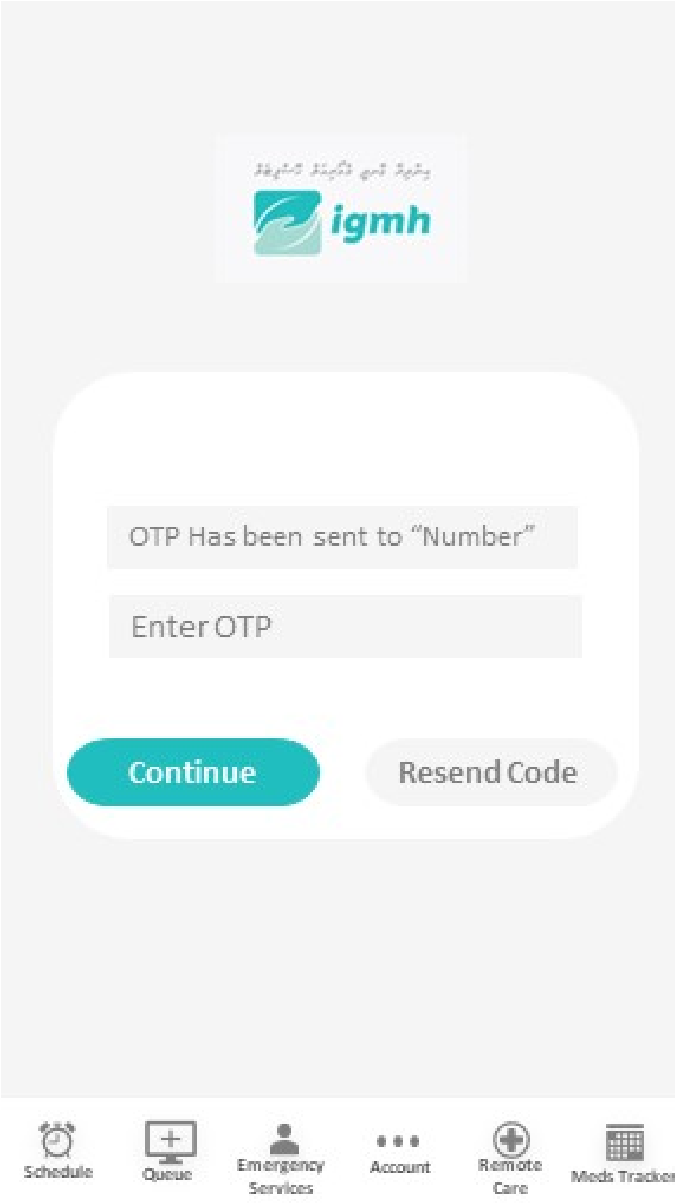 އިންދިރާ ގާންދީ މެމޯރިއަލް ހޮސްޕިޓަލް
igmh
OTP Has been sent to “Number”
Enter OTP
Continue
Resend Code
Schedule
Queue
Emergency
Services
Account
Remote
Care
Meds Tracker